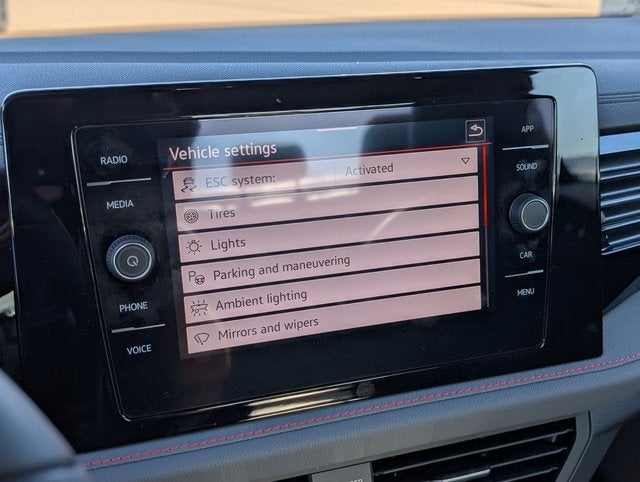 RADIO
MEDIA
PHONE
VOICE
Vehicle settings
ESC system: Activated
Tires
Lights
Parking and maneuvering
Ambient lighting
Mirrors and wipers
APP
SOUND
CAR
MENU